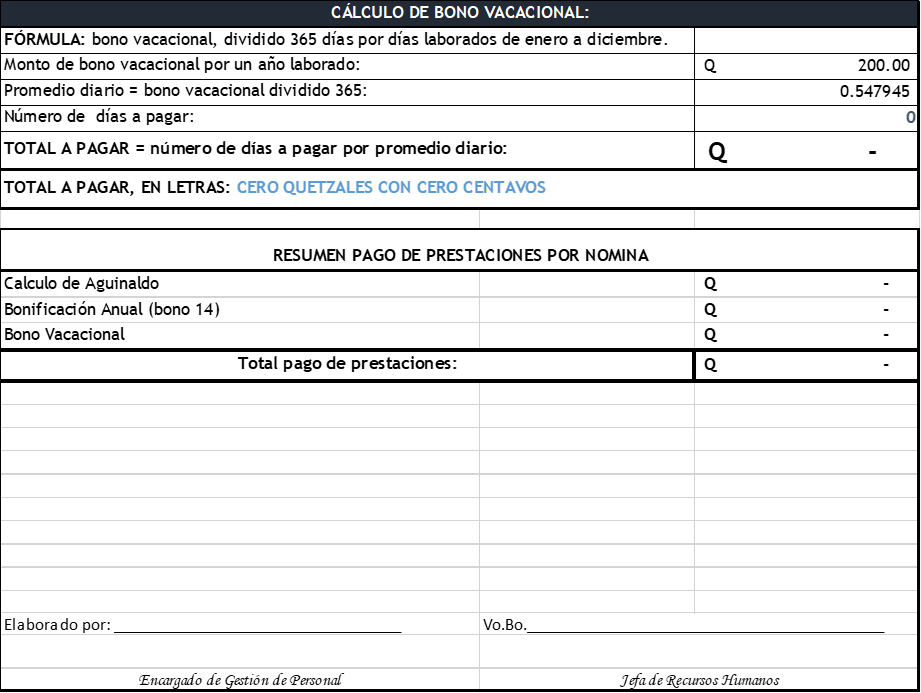 CÁLCULO DE BONO VACACIONAL:
FÓRMULA: bono vacacional, dividido 365 días por días laborados de enero a diciembre.
Monto de bono vacacional por un año laborado: Q 200.00
Promedio diario = bono vacacional dividido 365: 0.547945
Número de días a pagar: 0
TOTAL A PAGAR = número de días a pagar por promedio diario: Q -
TOTAL A PAGAR, EN LETRAS: CERO QUETZALES CON CERO CENTAVOS
RESUMEN PAGO DE PRESTACIONES POR NOMINA
Calculo de Aguinaldo Q -
Bonificación Anual (bono 14) Q -
Bono Vacacional Q -
Total pago de prestaciones: Q -
Elaborado por: ___________________________________ Vo.Bo.___________________________________________
Encargado de Gestión de Personal Jefa de Recursos Humanos